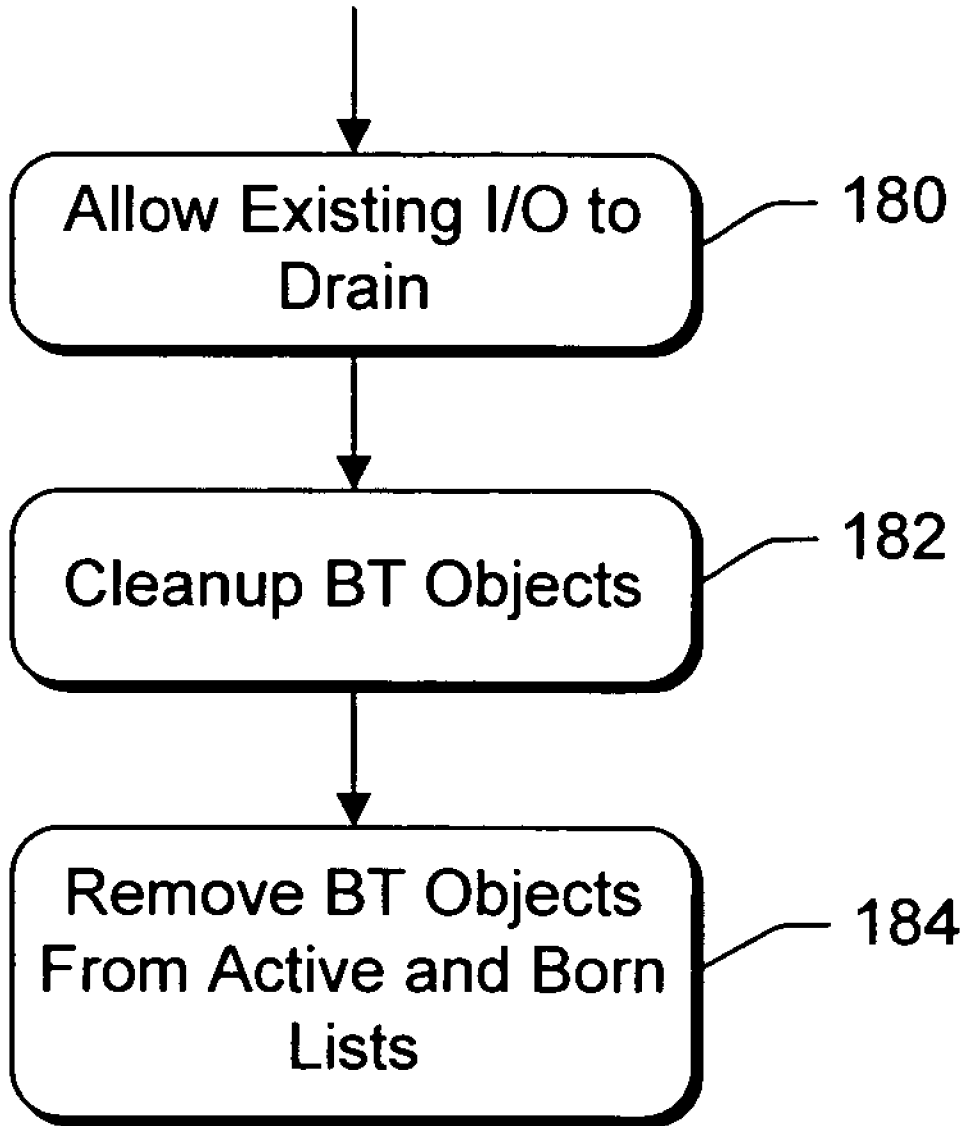 Allow Existing I/O to
Drain
180
Cleanup BT Objects
182
Remove BT Objects
From Active and Born
Lists
184